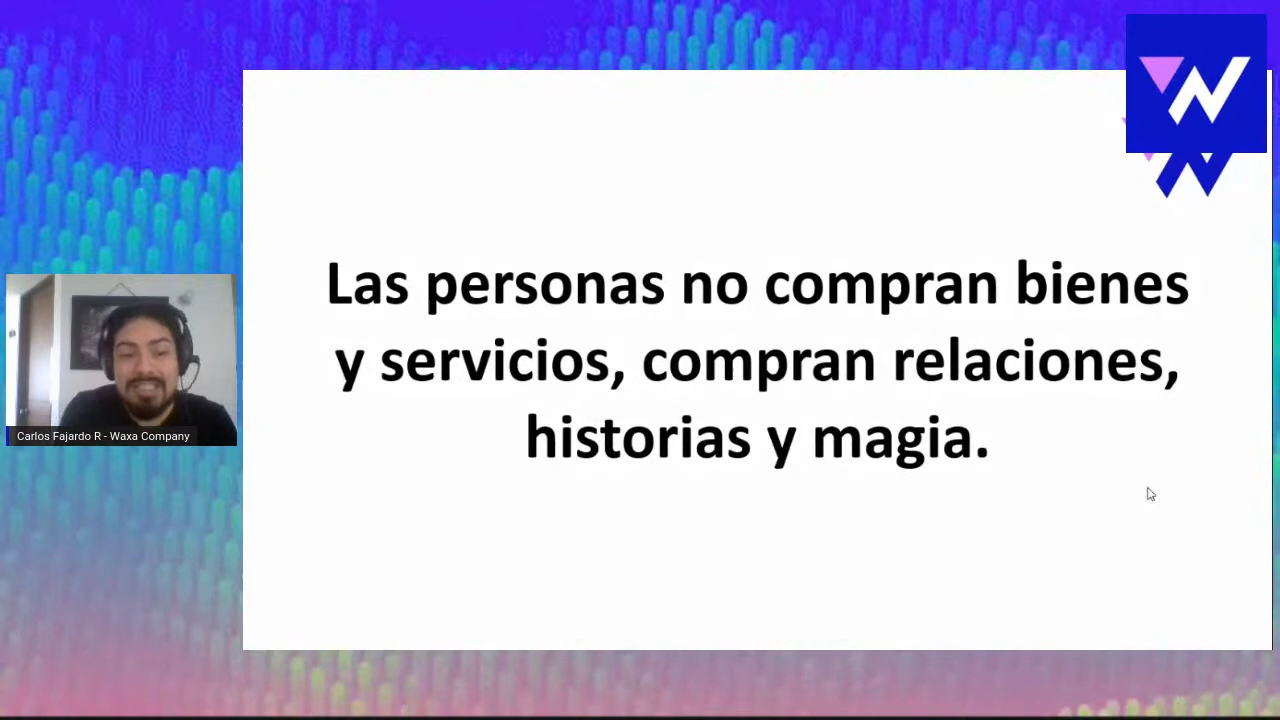 Las personas no compran bienes
y servicios, compran relaciones,
historias y magia.
Carlos Fajardo R - Waxa Company